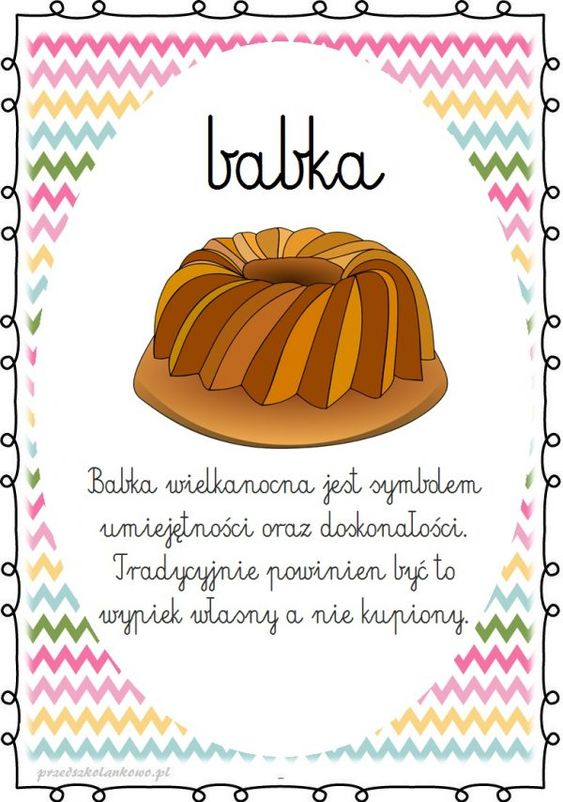 babka
Babka wielkanocna jest symbolem
umiejętności oraz doskonałości.
Tradycyjnie powinien być to
wypiek własny a nie kupiony.
przedszkolankowo.pl